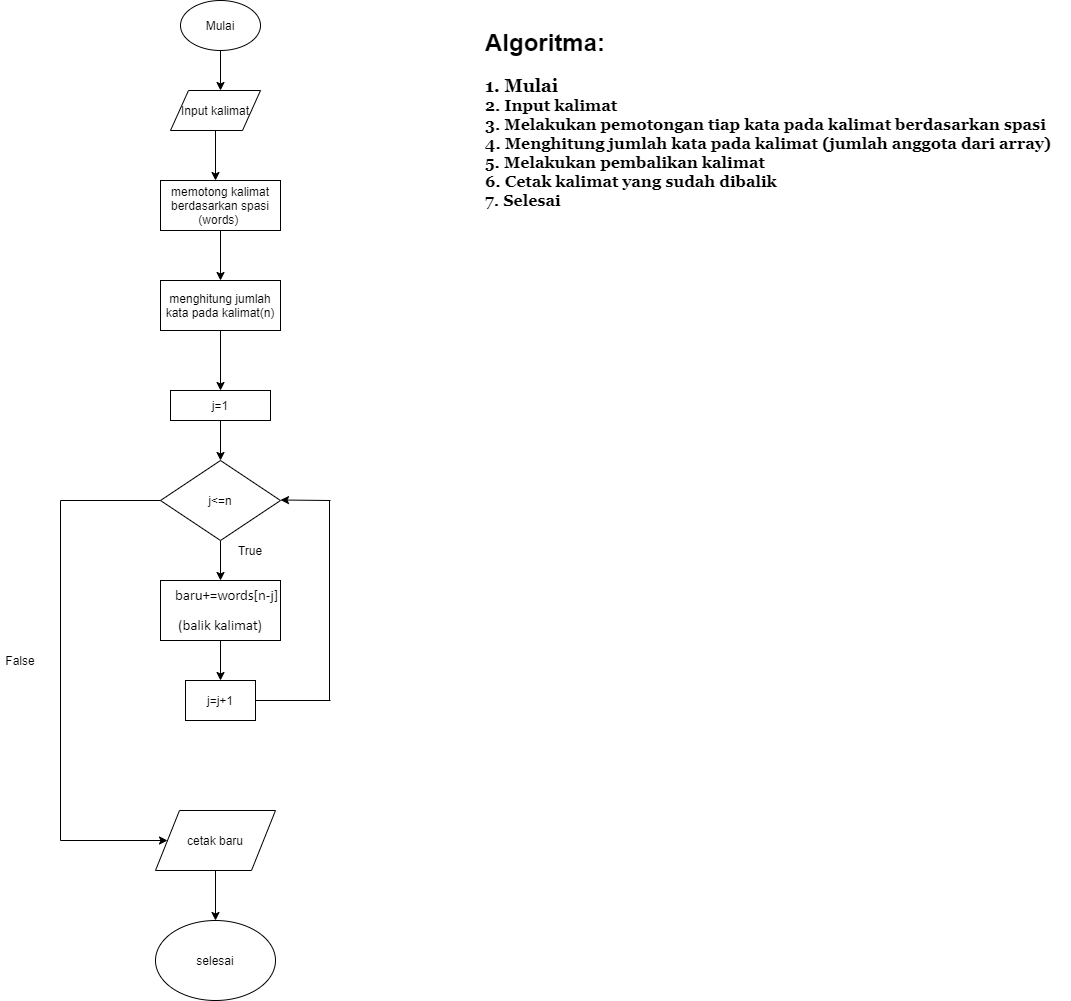 Mulai
Input kalimat
memotong kalimat
berdasarkan spasi
(words)
menghitung jumlah
kata pada kalimat(n)
j=1
j<=n
True
baru+=words[n-j]
(balik kalimat)
False
j=j+1
cetak baru
selesai
Algoritma:
1. Mulai
2. Input kalimat
3. Melakukan pemotongan tiap kata pada kalimat berdasarkan spasi
4. Menghitung jumlah kata pada kalimat (jumlah anggota dari array)
5. Melakukan pembalikan kalimat
6. Cetak kalimat yang sudah dibalik
7. Selesai